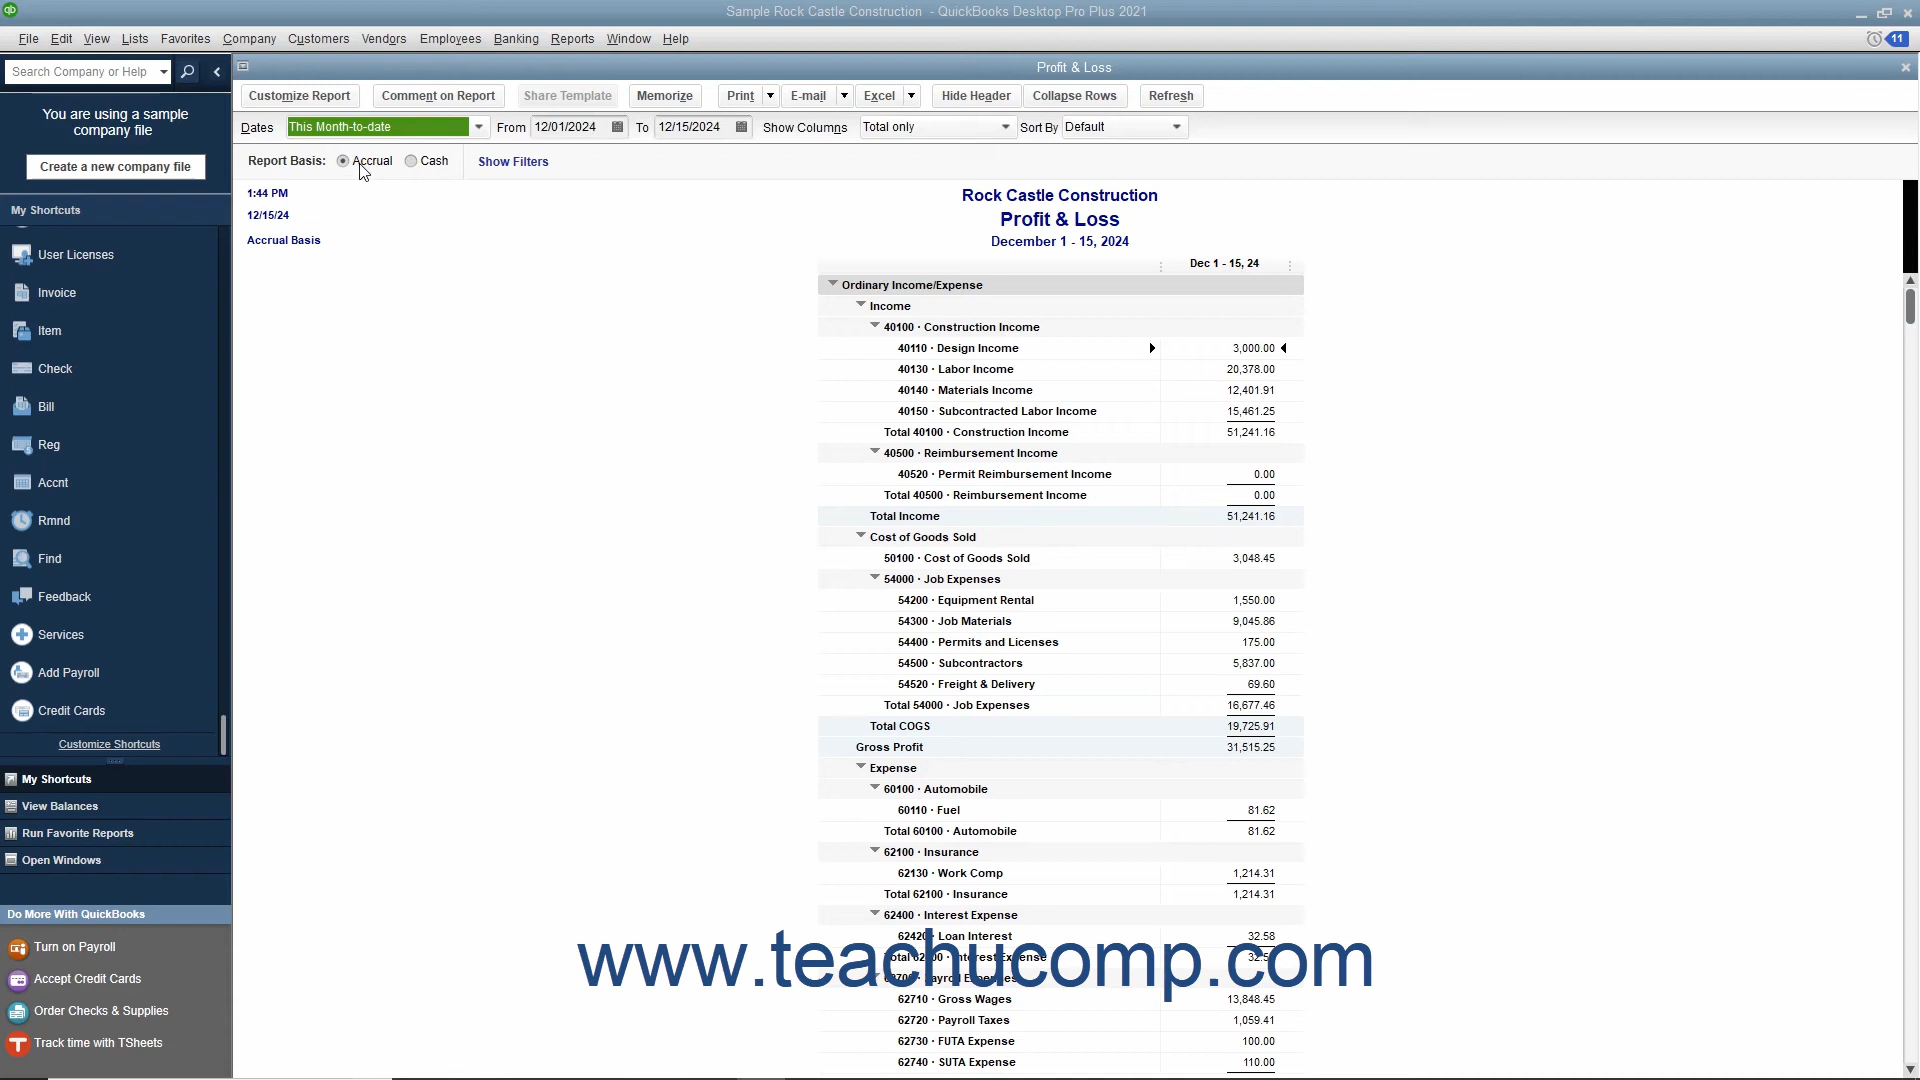 Sample Rock Castle Construction - QuickBooks Desktop Pro Plus 2021
File Edit View Lists Favorites Company Customers Vendors Employees Banking Reports Window Help
11
Search Company or Help
Profit & Loss
You are using a sample
company file
Create a new company file
Customize Report Comment on Report Share Template Memorize Print E-mail Excel Hide Header Collapse Rows Refresh
Dates This Month-to-date From 12/01/2024 To 12/15/2024 Show Columns Total only Sort By Default
Report Basis: Accrual Cash Show Filters
My Shortcuts
User Licenses
Invoice
Item
Check
Bill
Reg
Accnt
Rmnd
Find
Feedback
Services
Add Payroll
Credit Cards
Customize Shortcuts
My Shortcuts
View Balances
Run Favorite Reports
Open Windows
Do More With QuickBooks
Turn on Payroll
Accept Credit Cards
Order Checks & Supplies
Track time with TSheets
1:44 PM
12/15/24
Accrual Basis
Rock Castle Construction
Profit & Loss
December 1 - 15, 2024
Dec 1 - 15, 24
Ordinary Income/Expense
Income
40100 · Construction Income
40110 · Design Income 3,000.00
40130 · Labor Income 20,378.00
40140 · Materials Income 12,401.91
40150 · Subcontracted Labor Income 15,461.25
Total 40100 · Construction Income 51,241.16
40500 · Reimbursement Income
40520 · Permit Reimbursement Income 0.00
Total 40500 · Reimbursement Income 0.00
Total Income 51,241.16
Cost of Goods Sold
50100 · Cost of Goods Sold 3,048.45
54000 · Job Expenses
54200 · Equipment Rental 1,550.00
54300 · Job Materials 9,045.86
54400 · Permits and Licenses 175.00
54500 · Subcontractors 5,837.00
54520 · Freight & Delivery 69.60
Total 54000 · Job Expenses 16,677.46
Total COGS 19,725.91
Gross Profit 31,515.25
Expense
60100 · Automobile
60110 · Fuel 81.62
Total 60100 · Automobile 81.62
62100 · Insurance
62130 · Work Comp 1,214.31
Total 62100 · Insurance 1,214.31
62400 · Interest Expense
62420 · Loan Interest 32.58
Total 62400 · Interest Expense 32.58
www.teachucomp.com
62710 · Gross Wages 13,848.45
62720 · Payroll Taxes 1,059.41
62730 · FUTA Expense 100.00
62740 · SUTA Expense 110.00